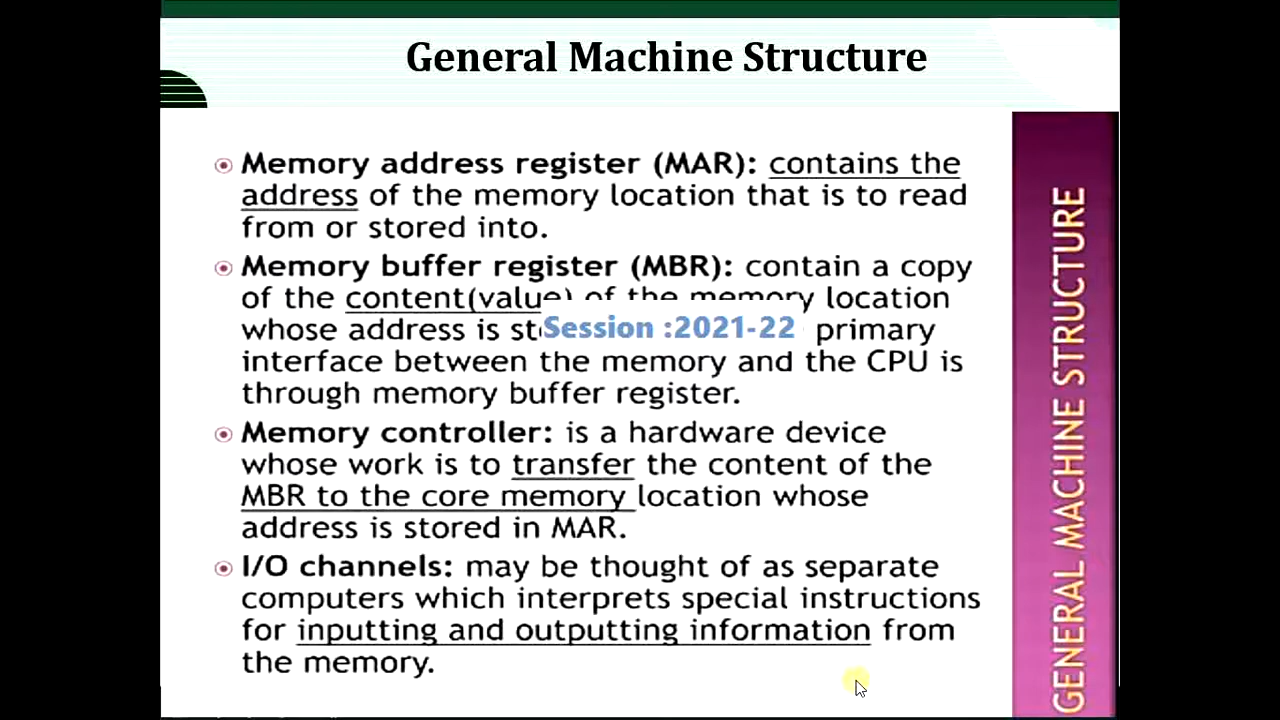 General Machine Structure
Memory address register (MAR): contains the
address of the memory location that is to read
from or stored into.
Memory buffer register (MBR): contain a copy
of the content(value) of the memory location
whose address is
Session :2021-22
primary
interface between the memory and the CPU is
through memory buffer register.
Memory controller: is a hardware device
whose work is to transfer the content of the
MBR to the core memory location whose
address is stored in MAR.
I/O channels: may be thought of as separate
computers which interprets special instructions
for inputting and outputting information from
the memory.
GENERAL MACHINE STRUCTURE